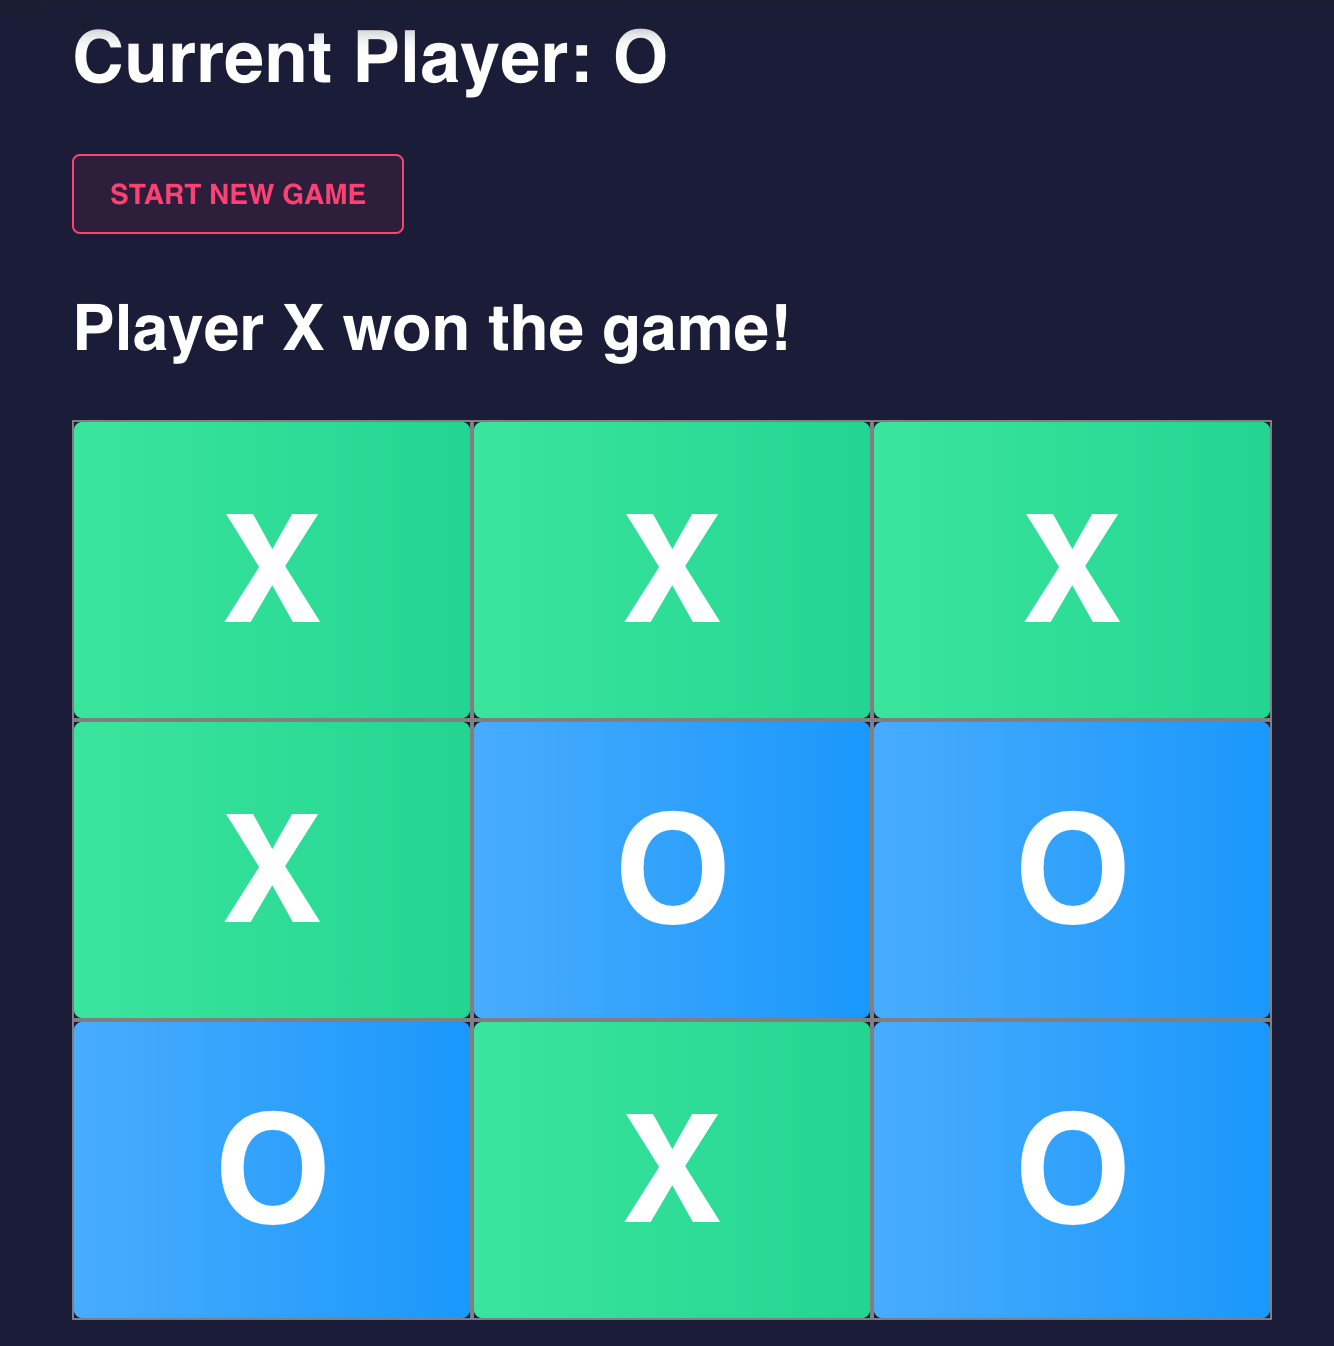 Current Player: O
START NEW GAME
Player X won the game!
X X X
X O O
O X O